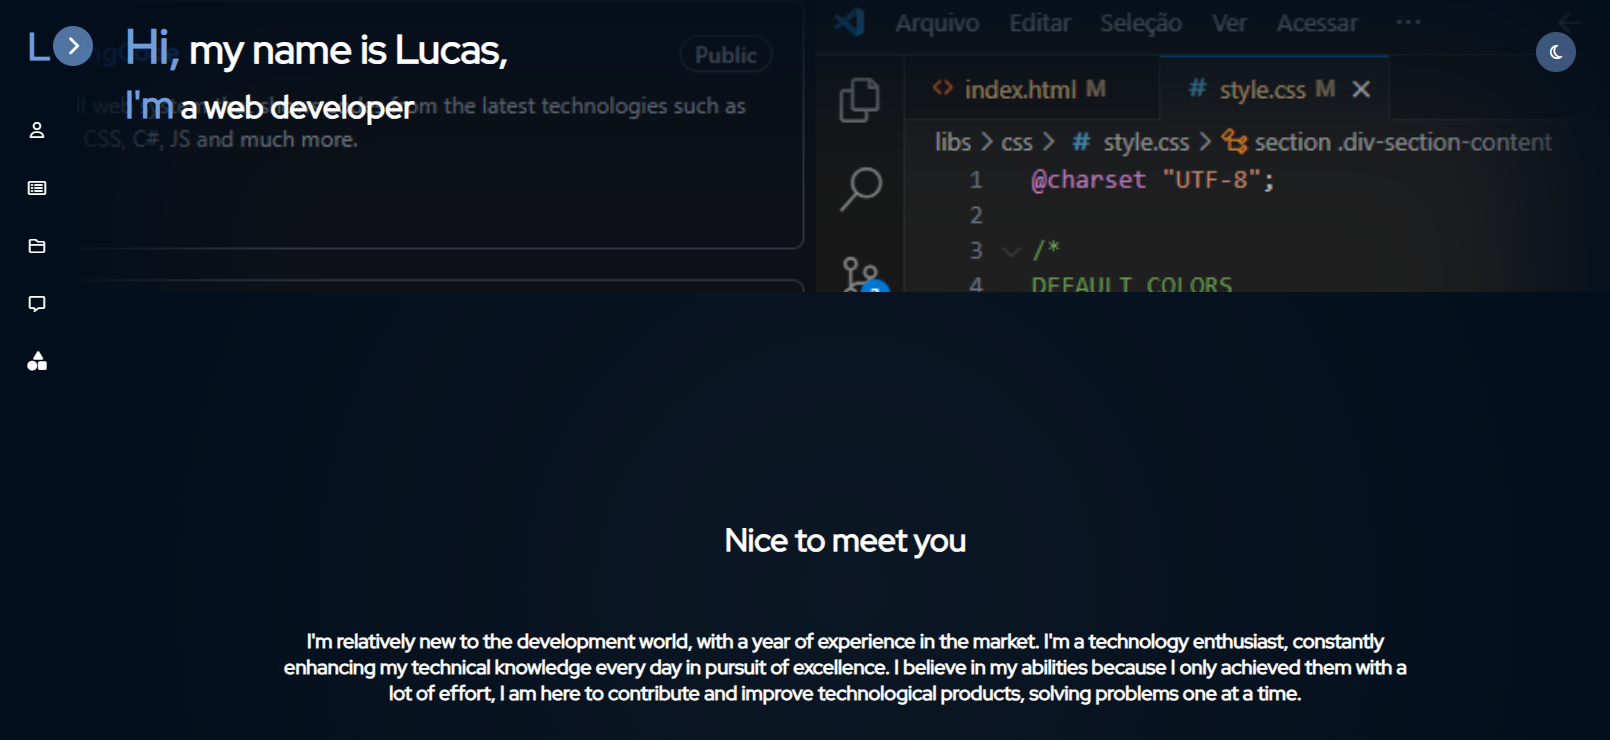 L
Hi, my name is Lucas,
I'm a web developer
Public
from the latest technologies such as
CSS, C#, JS and much more.
Arquivo Editar Seleção Ver Acessar ...
index.html M
# style.css M
libs > css > # style.css > section .div-section-content
1 @charset "UTF-8";
2
3 /*
4 DEFAULT COLORS
Nice to meet you
I'm relatively new to the development world, with a year of experience in the market. I'm a technology enthusiast, constantly
enhancing my technical knowledge every day in pursuit of excellence. I believe in my abilities because I only achieved them with a
lot of effort, I am here to contribute and improve technological products, solving problems one at a time.